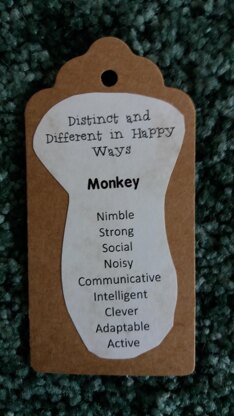 Distinct and
Different in Happy
Ways
Monkey
Nimble
Strong
Social
Noisy
Communicative
Intelligent
Clever
Adaptable
Active